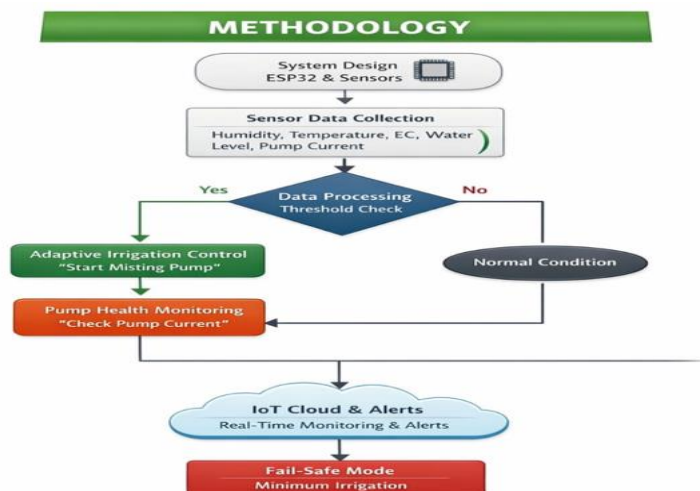 METHODOLOGY
System Design
ESP32 & Sensors
Sensor Data Collection
Humidity, Temperature, EC, Water
Level, Pump Current
Yes
Data Processing
Threshold Check
No
Adaptive Irrigation Control
"Start Misting Pump"
Normal Condition
Pump Health Monitoring
"Check Pump Current"
IoT Cloud & Alerts
Real-Time Monitoring & Alerts
Fail-Safe Mode
Minimum Irrigation